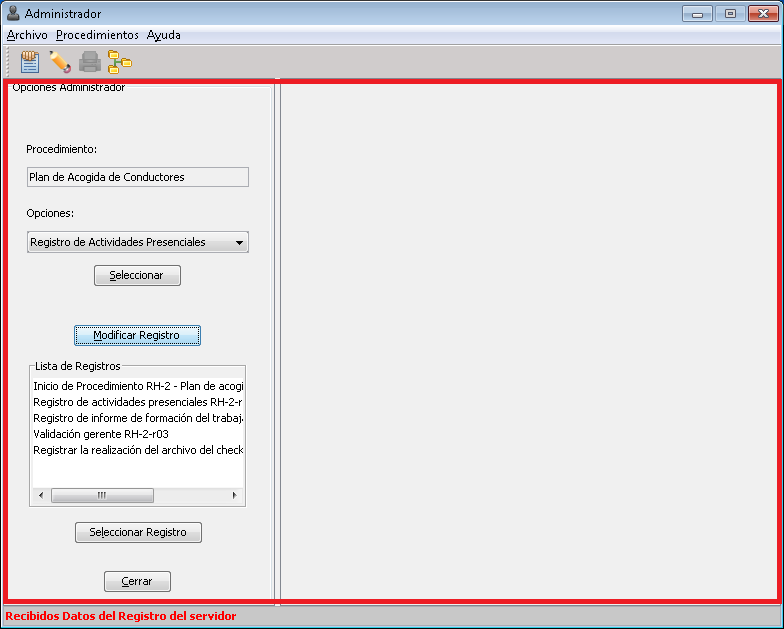 Administrador
Archivo Procedimientos Ayuda
Opciones Administrador
Procedimiento:
Plan de Acogida de Conductores
Opciones:
Registro de Actividades Presenciales
Seleccionar
Modificar Registro
Lista de Registros
Inicio de Procedimiento RH-2 - Plan de acogi
Registro de actividades presenciales RH-2-r
Registro de informe de formación del trabaj
Validación gerente RH-2-r03
Registrar la realización del archivo del check
Seleccionar Registro
Cerrar
Recibidos Datos del Registro del servidor